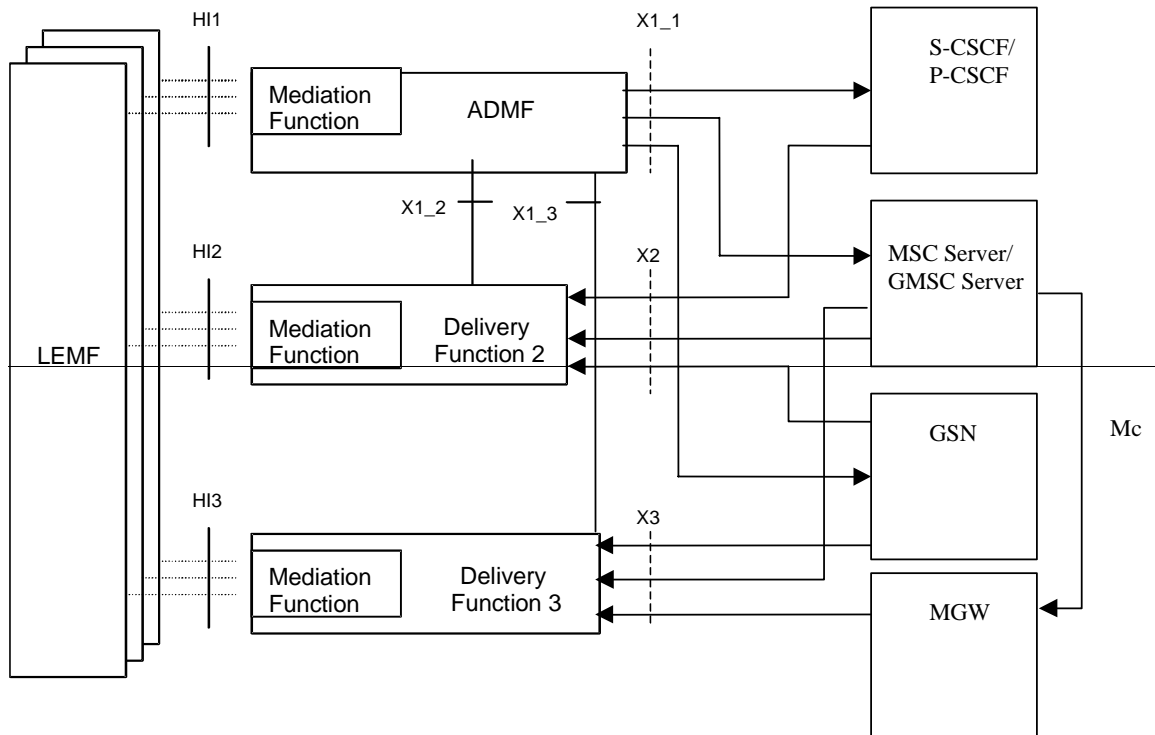 HI1
X1_1
S-CSCF/
P-CSCF
Mediation
Function
ADMF
X1_2
X1_3
HI2
X2
MSC Server/
GMSC Server
LEMF
Mediation
Function
Delivery
Function 2
GSN
Mc
HI3
X3
Mediation
Function
Delivery
Function 3
MGW